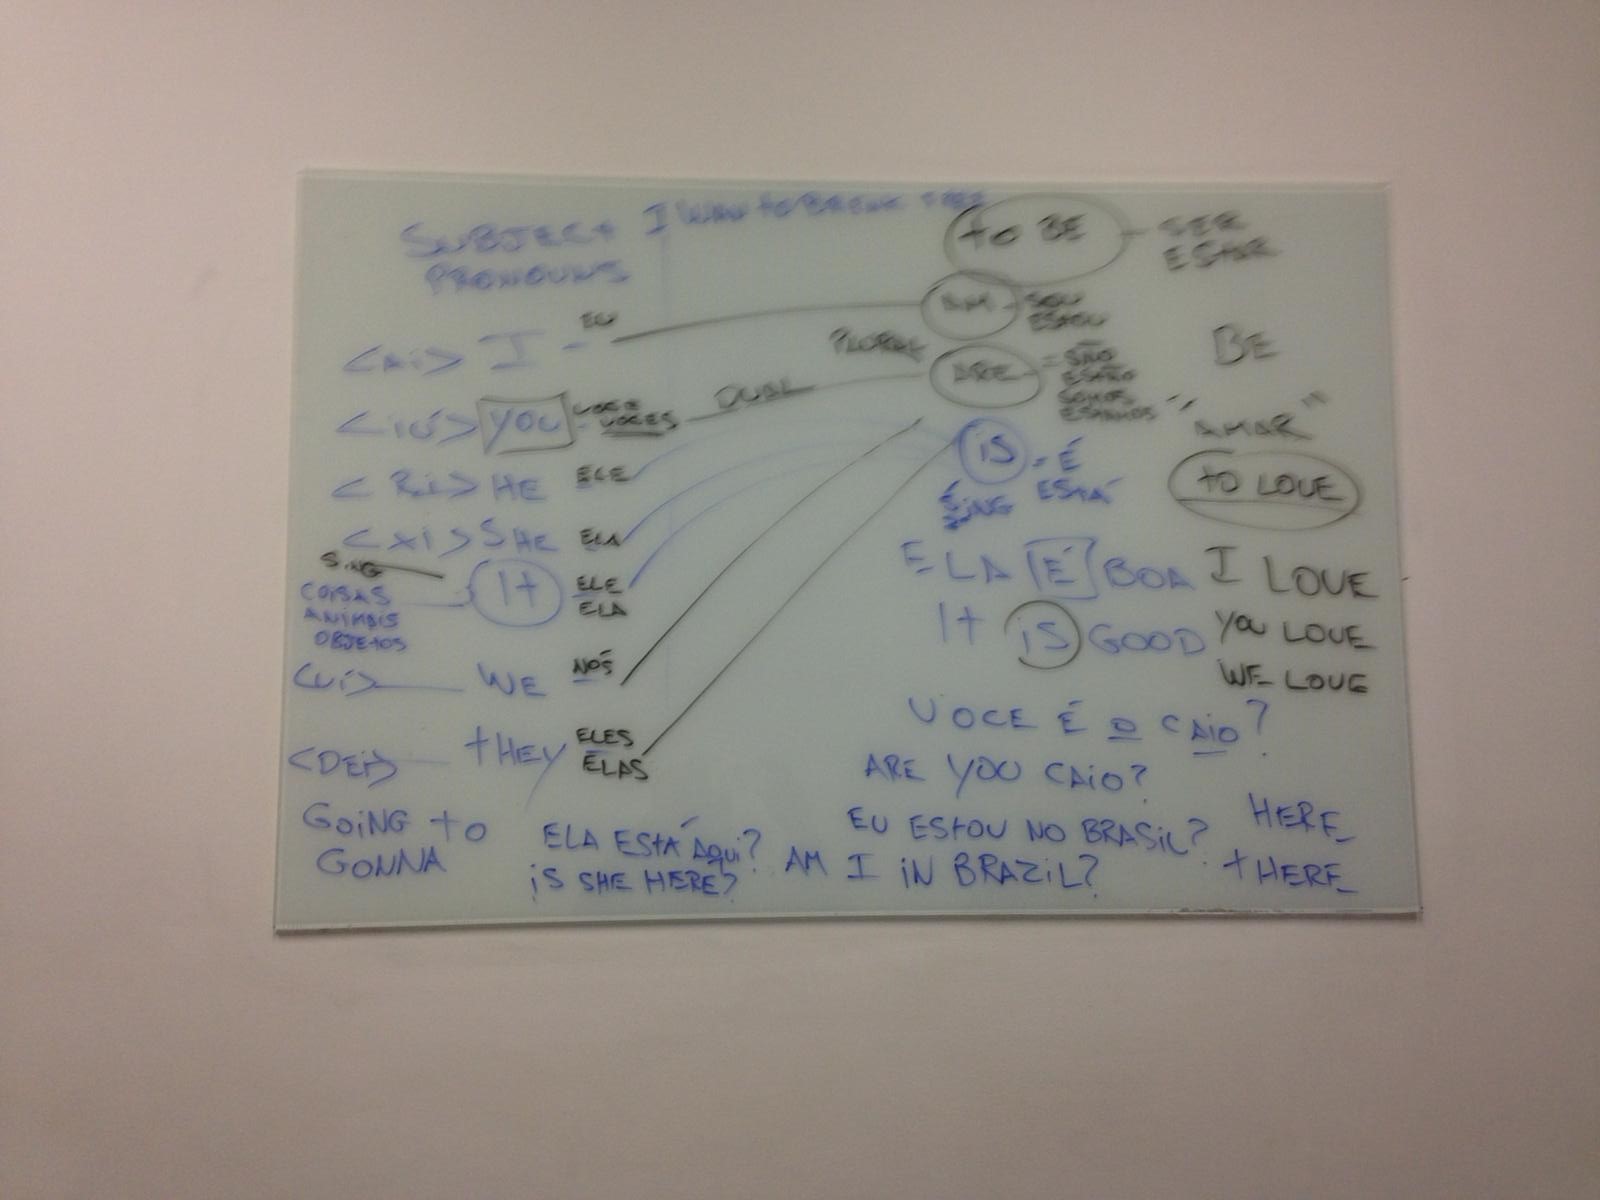 SUBJECT
PRONOUNS
I WANT TO BREAK FREE
TO BE - SER
ESTAR
<AI> I - EU
AM - SOU
ESTOU
PLURAL
<IÚ> YOU VOCE
VOCES
DUAL
ARE = SÃO
ESTÃO
SOMOS
ESTAMOS
BE
"AMAR"
TO LOVE
<Ri> HE ELE
iS = É
ESTÁ
SiNG
<XI> SHE ELA
SiNG
COISAS
ANIMAIS
OBJETOS
It ELE
ELA
ELA É BOA
It iS GOOD
I LOVE
YOU LOVE
WE LOVE
<UI> WE NÓS
<DEI> tHEY ELES
ELAS
VOCE É O CAIO?
ARE YOU CAiO?
GOiNG to
GONNA
ELA ESTÁ AQui?
iS SHE HERE?
EU EStOU NO BRASiL?
AM I iN BRAZiL?
HERE
tHERE